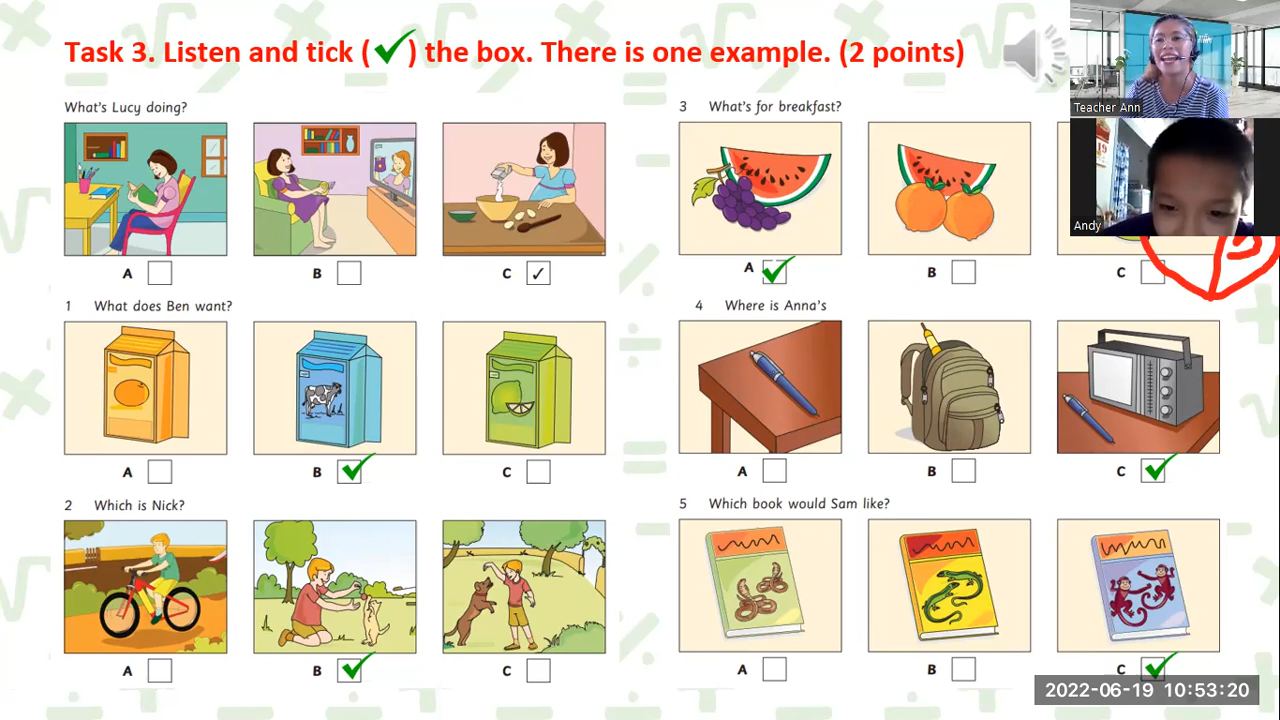 Task 3. Listen and tick (✓) the box. There is one example. (2 points)
Teacher Ann
Andy
19
What's Lucy doing?
A B C ✓
3 What's for breakfast?
A B C
1 What does Ben want?
A B C
4 Where is Anna's
A B C
2 Which is Nick?
A B C
5 Which book would Sam like?
A B C
2022-06-19 10:53:20